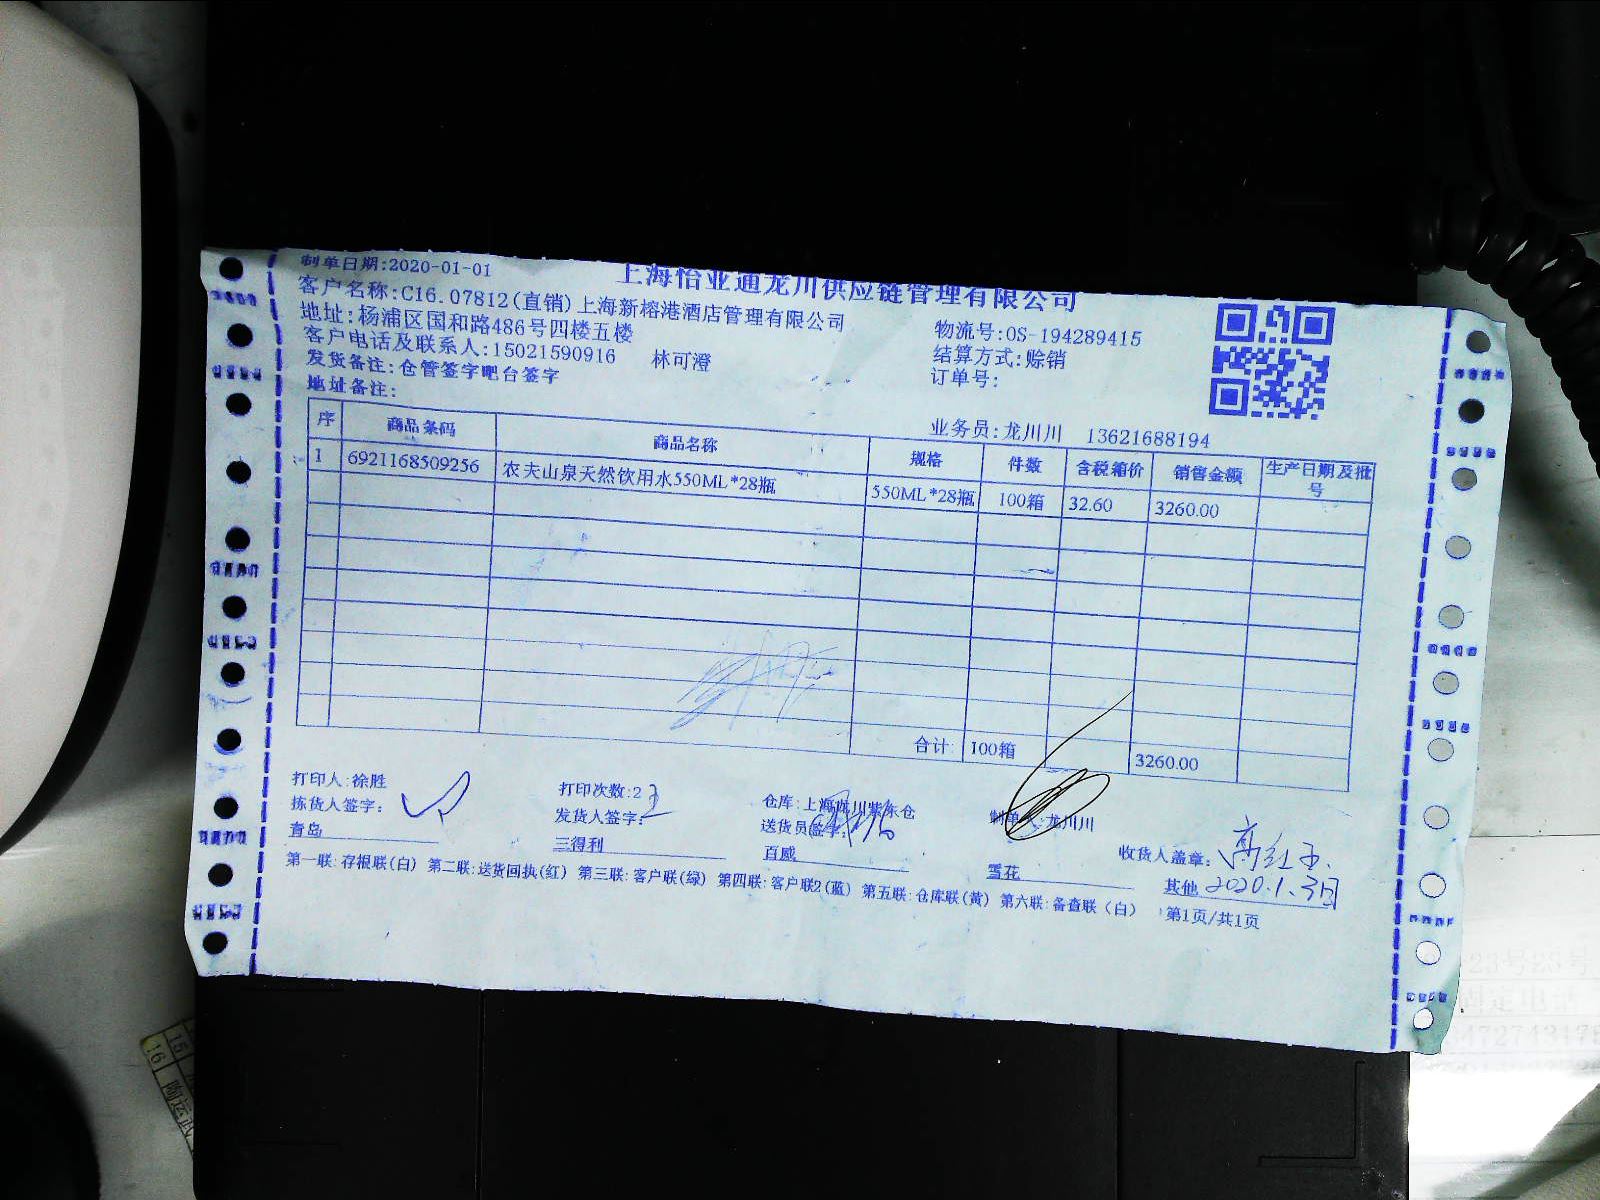 制单日期:2020-01-01
上海怡亚通龙川供应链管理有限公司
客户名称:C16.07812(直销)上海新榕港酒店管理有限公司
地址:杨浦区国和路486号四楼五楼
物流号:OS-194289415
客户电话及联系人:15021590916 林可澄
结算方式:赊销
发货备注:仓管签字吧台签字
订单号:
地址备注:
业务员:龙川川 13621688194
序 商品条码 商品名称 规格 件数 含税箱价 销售金额 生产日期及批号
1 6921168509256 农夫山泉天然饮用水550ML*28瓶 550ML*28瓶 100箱 32.60 3260.00
合计: 100箱 3260.00
打印人:徐胜 打印次数:2 仓库:上海龙川紫东仓 制单人:龙川川
拣货人签字: 发货人签字: 送货员签字: 收货人盖章:
青岛 三得利 百威 雪花 其他 2020.1.3日
第一联:存根联(白) 第二联:送货回执(红) 第三联:客户联(绿) 第四联:客户联2(蓝) 第五联:仓库联(黄) 第六联:备查联(白) 第1页/共1页
15
16